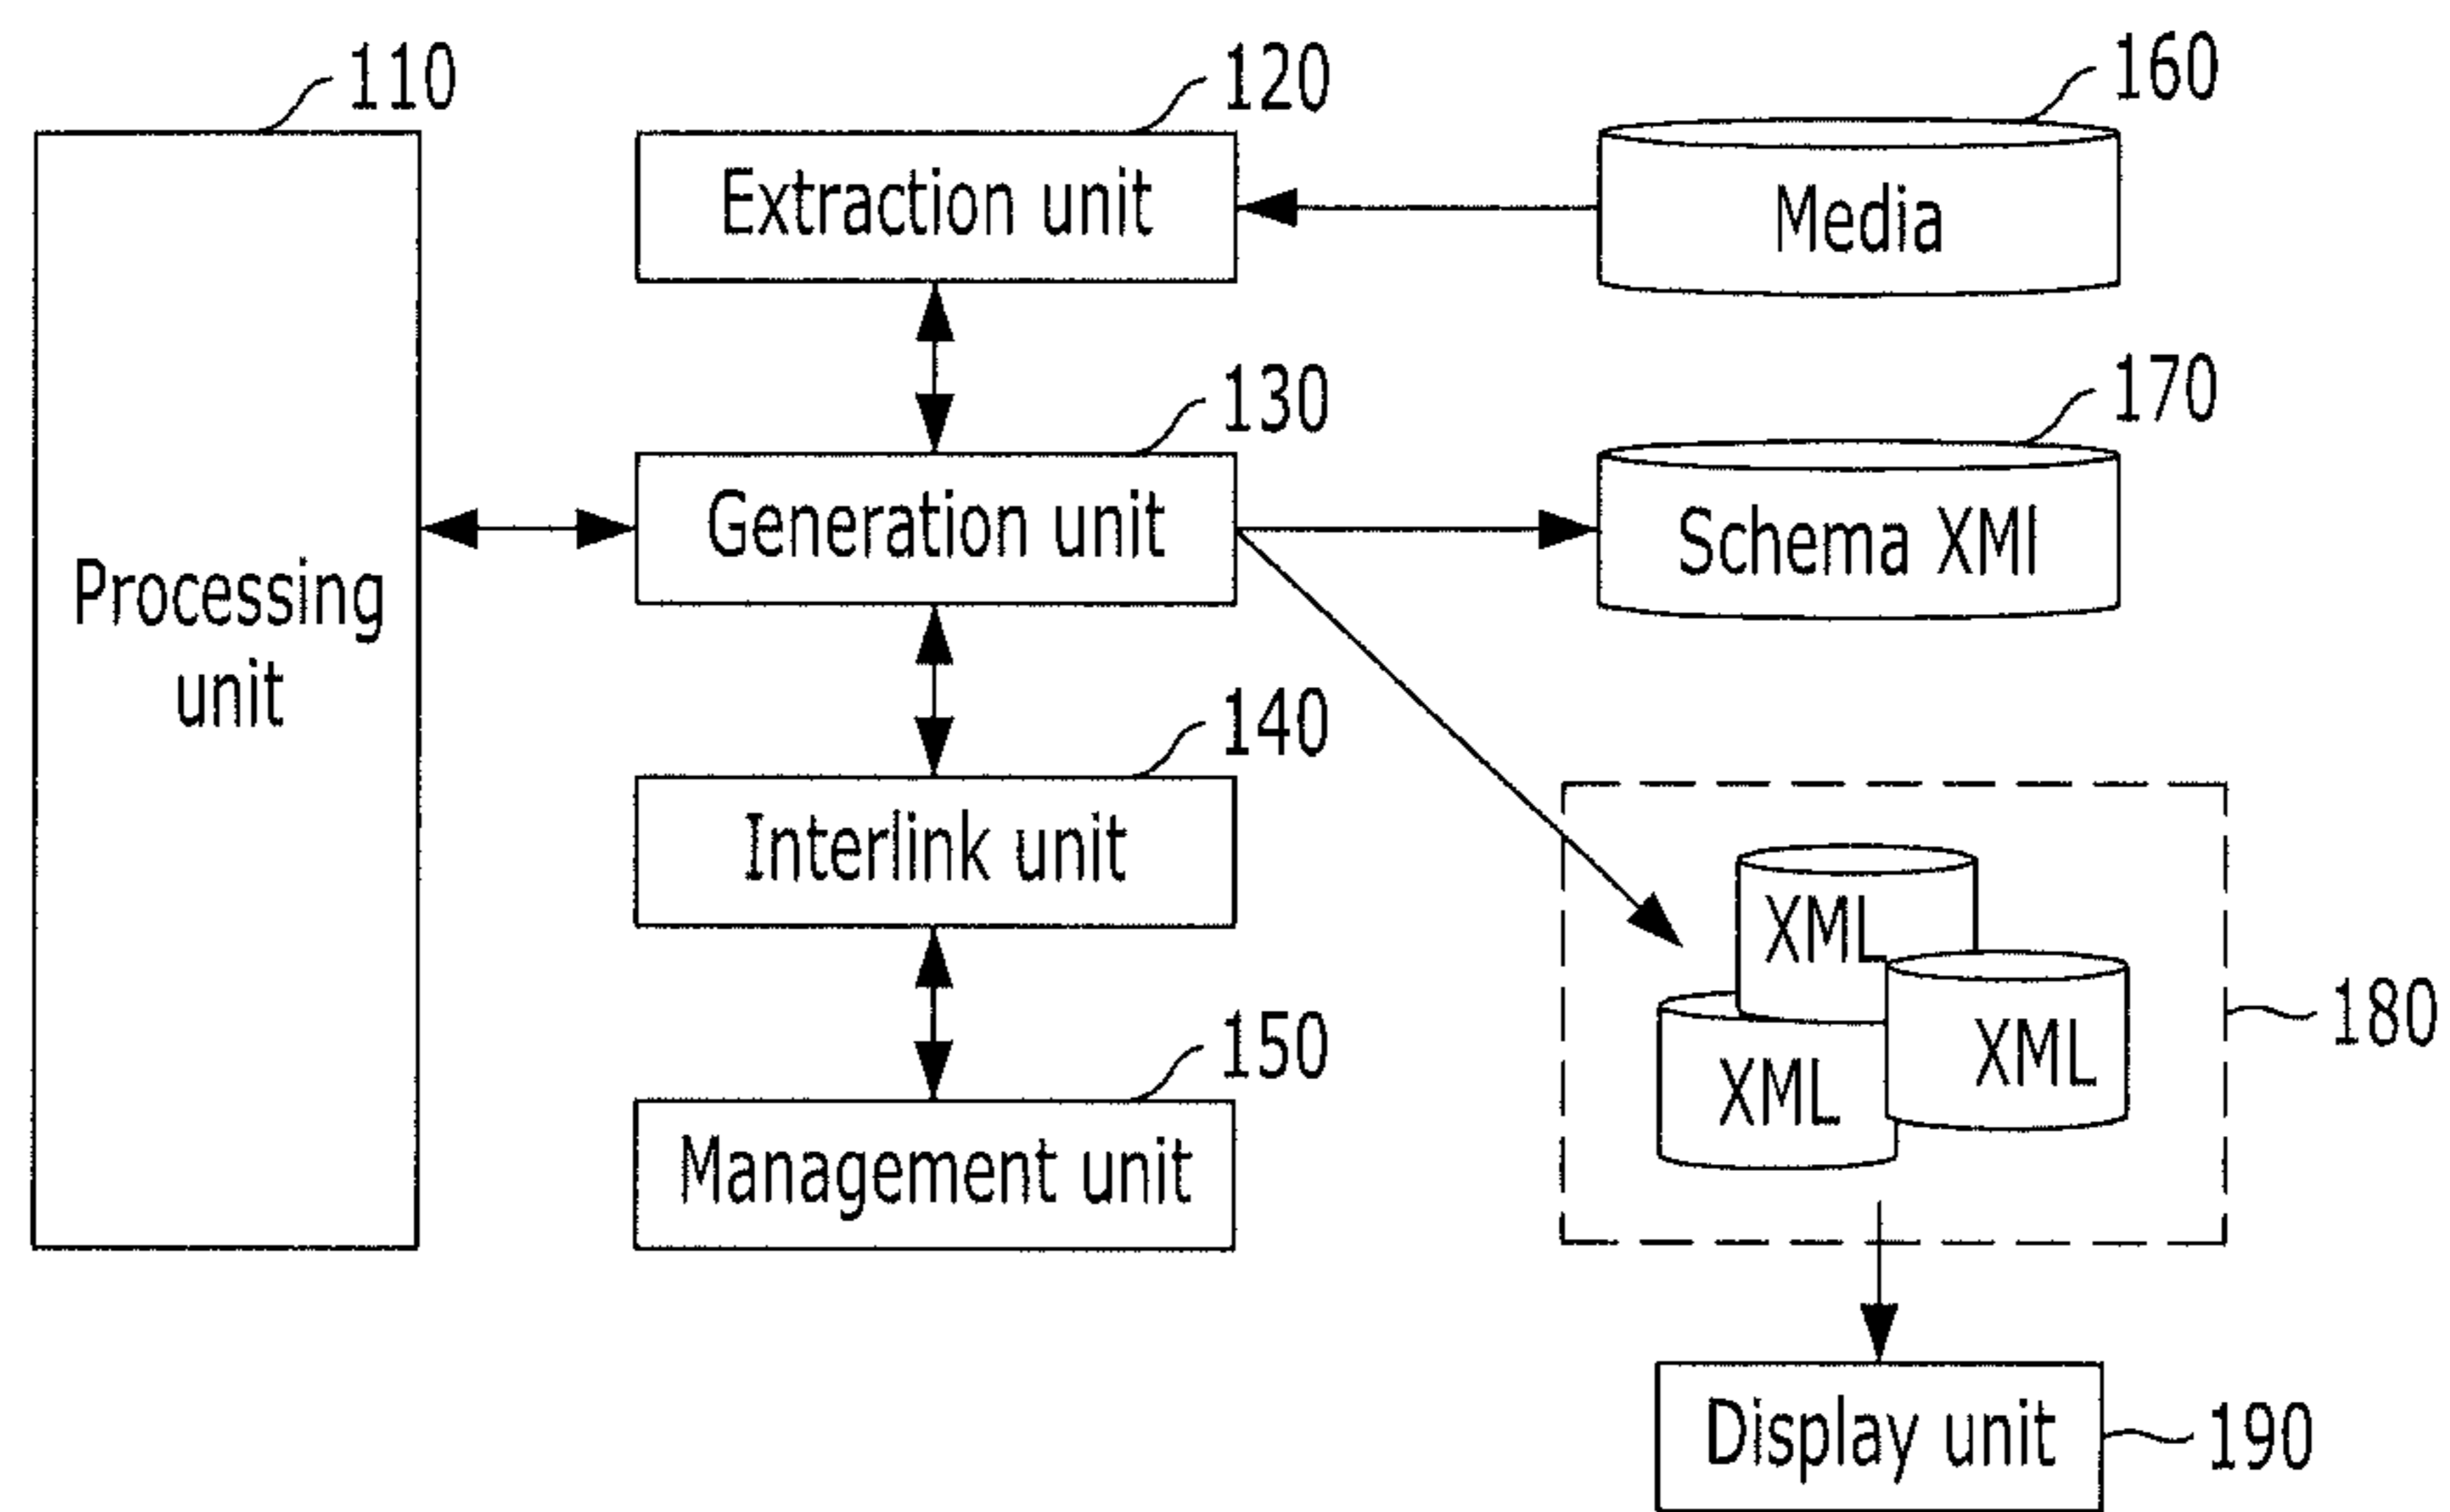 110
120
160
Extraction unit
Media
130
170
Generation unit
Schema XMl
Processing
unit
140
Interlink unit
XML
180
XML
XML
150
Management unit
Display unit
190